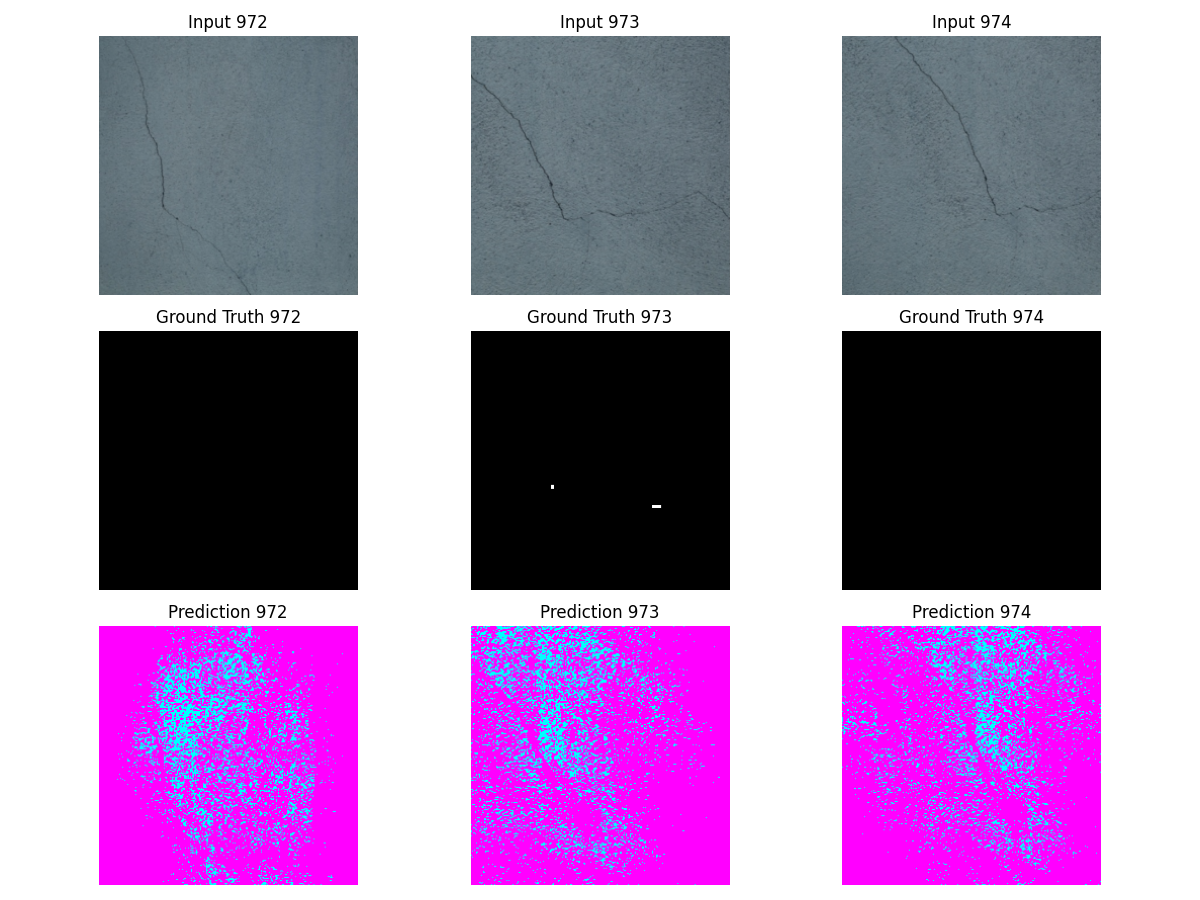 Input 972
Input 973
Input 974
Ground Truth 972
Ground Truth 973
Ground Truth 974
Prediction 972
Prediction 973
Prediction 974